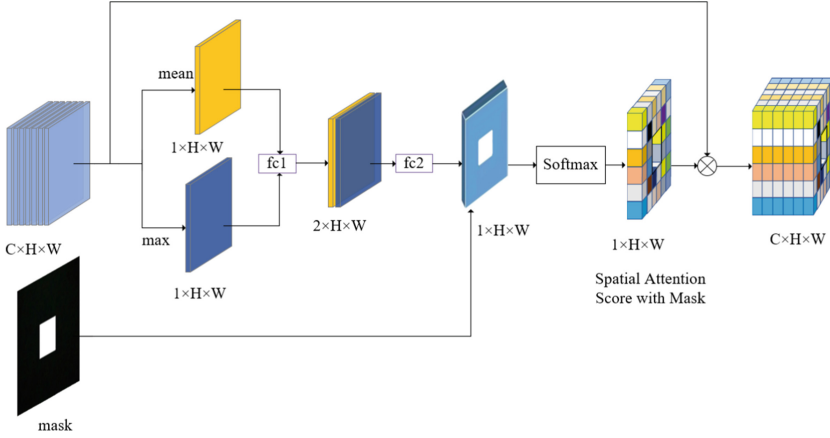 mean
1×H×W
fc1
fc2
Softmax
max
2×H×W
1×H×W
1×H×W
C×H×W
C×H×W
1×H×W
Spatial Attention
Score with Mask
mask